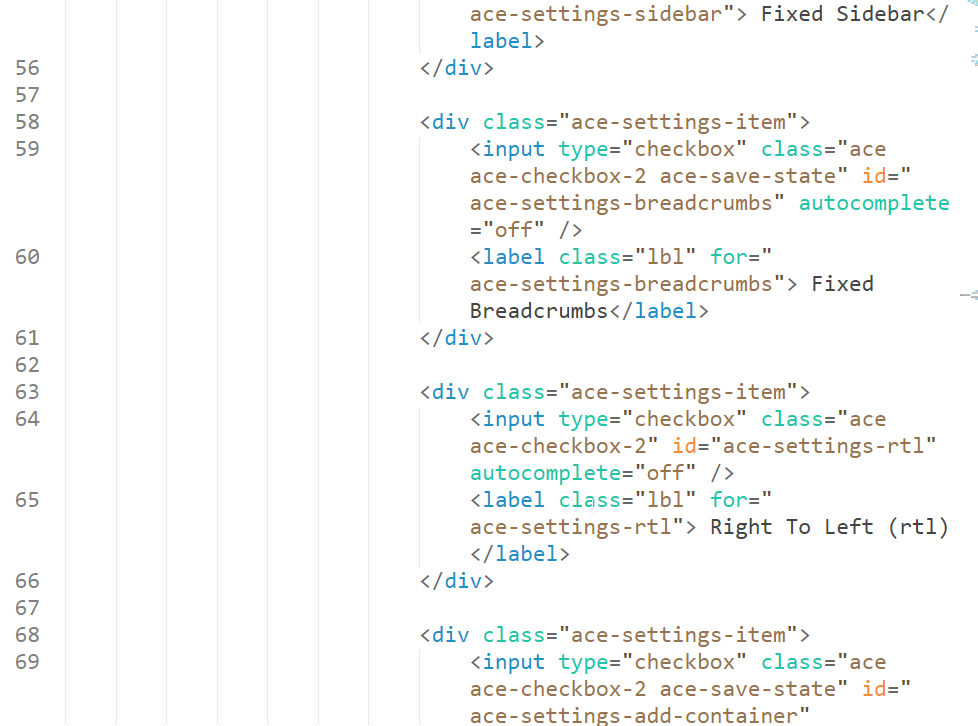 ace-settings-sidebar"> Fixed Sidebar</
label>
56 </div>
57
58 <div class="ace-settings-item">
59 <input type="checkbox" class="ace
ace-checkbox-2 ace-save-state" id="
ace-settings-breadcrumbs" autocomplete
="off" />
60 <label class="lbl" for="
ace-settings-breadcrumbs"> Fixed
Breadcrumbs</label>
61 </div>
62
63 <div class="ace-settings-item">
64 <input type="checkbox" class="ace
ace-checkbox-2" id="ace-settings-rtl"
autocomplete="off" />
65 <label class="lbl" for="
ace-settings-rtl"> Right To Left (rtl)
</label>
66 </div>
67
68 <div class="ace-settings-item">
69 <input type="checkbox" class="ace
ace-checkbox-2 ace-save-state" id="
ace-settings-add-container"